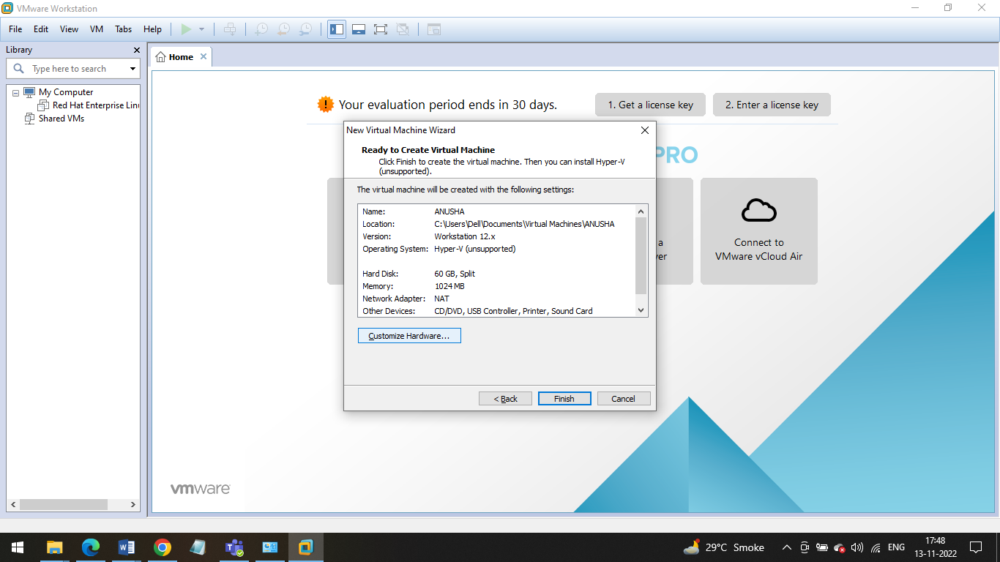 VMware Workstation
File Edit View VM Tabs Help
Library
Home
Type here to search
My Computer
Red Hat Enterprise Linu
Shared VMs
Your evaluation period ends in 30 days.
1. Get a license key
2. Enter a license key
PRO
New Virtual Machine Wizard
Ready to Create Virtual Machine
Click Finish to create the virtual machine. Then you can install Hyper-V
(unsupported).
The virtual machine will be created with the following settings:
Name: ANUSHA
Location: C:\Users\Dell\Documents\Virtual Machines\ANUSHA
Version: Workstation 12.x
Operating System: Hyper-V (unsupported)
Hard Disk: 60 GB, Split
Memory: 1024 MB
Network Adapter: NAT
Other Devices: CD/DVD, USB Controller, Printer, Sound Card
Customize Hardware...
< Back
Finish
Cancel
a
ver
Connect to
VMware vCloud Air
vmware
29°C Smoke
ENG
17:48
13-11-2022